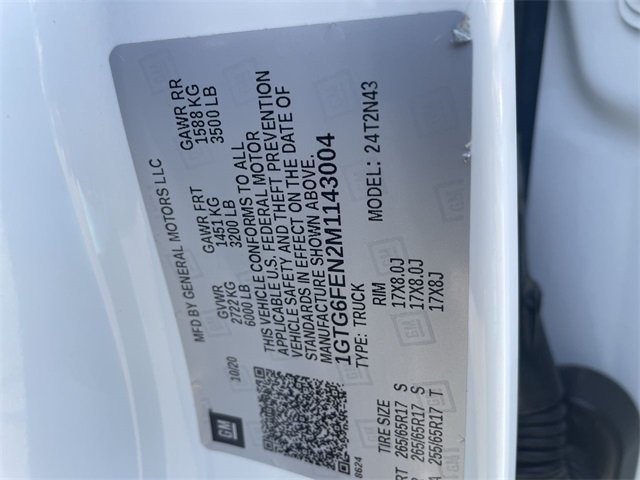 GM
MFD BY GENERAL MOTORS LLC
10/20
GVWR GAWR FRT GAWR RR
2722 KG 1451 KG 1588 KG
6000 LB 3200 LB 3500 LB
THIS VEHICLE CONFORMS TO ALL
APPLICABLE U.S. FEDERAL MOTOR
VEHICLE SAFETY AND THEFT PREVENTION
STANDARDS IN EFFECT ON THE DATE OF
MANUFACTURE SHOWN ABOVE.
1GTG6FEN2M1143004
TYPE: TRUCK MODEL: 24T2N43
8624
TIRE SIZE RIM
265/65R17 S 17X8.0J
265/65R17 S 17X8.0J
255/65R17 T 17X8J